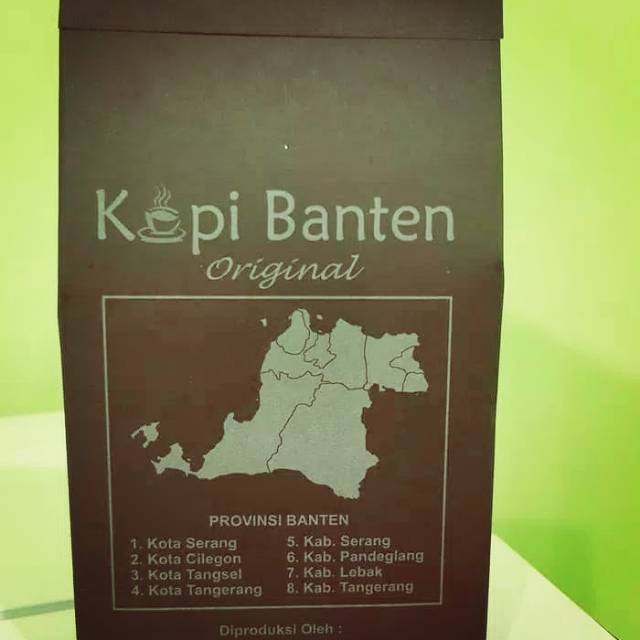 Kopi Banten
Original
PROVINSI BANTEN
1. Kota Serang
2. Kota Cilegon
3. Kota Tangsel
4. Kota Tangerang
5. Kab. Serang
6. Kab. Pandeglang
7. Kab. Lebak
8. Kab. Tangerang
Diproduksi Oleh :